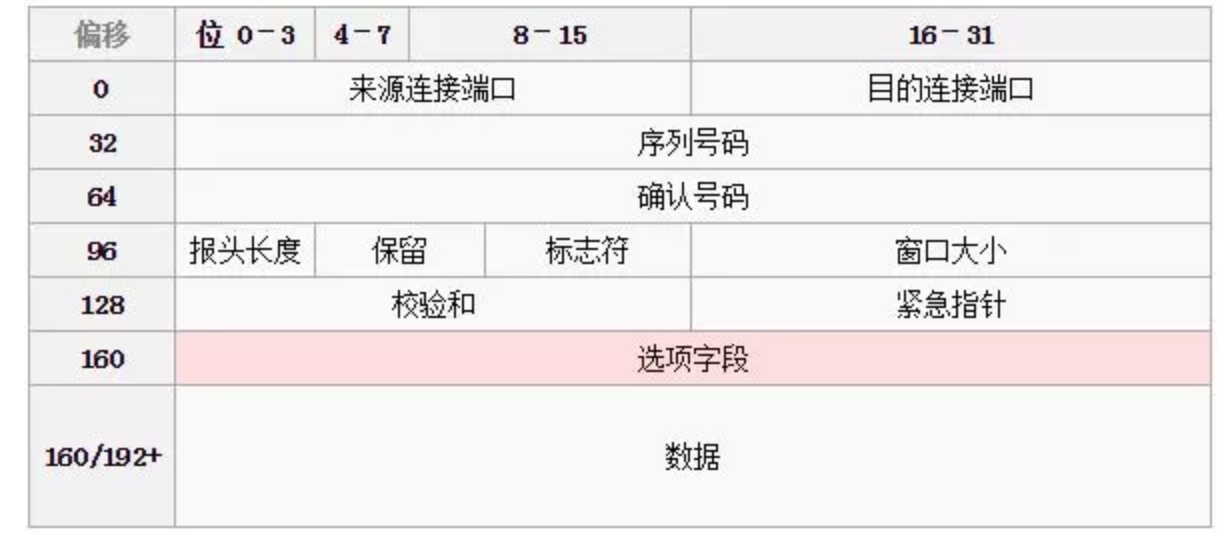 偏移 位 0-3 4-7 8-15 16-31
0 来源连接端口 目的连接端口
32 序列号码
64 确认号码
96 报头长度 保留 标志符 窗口大小
128 校验和 紧急指针
160 选项字段
160/192+ 数据